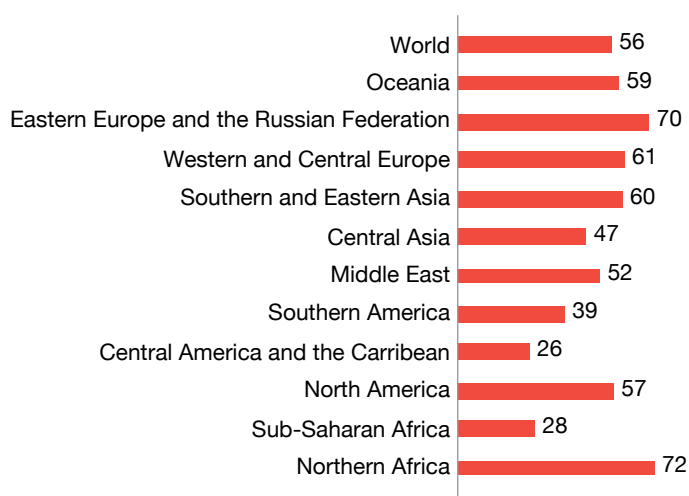 World 56
Oceania 59
Eastern Europe and the Russian Federation 70
Western and Central Europe 61
Southern and Eastern Asia 60
Central Asia 47
Middle East 52
Southern America 39
Central America and the Carribean 26
North America 57
Sub-Saharan Africa 28
Northern Africa 72